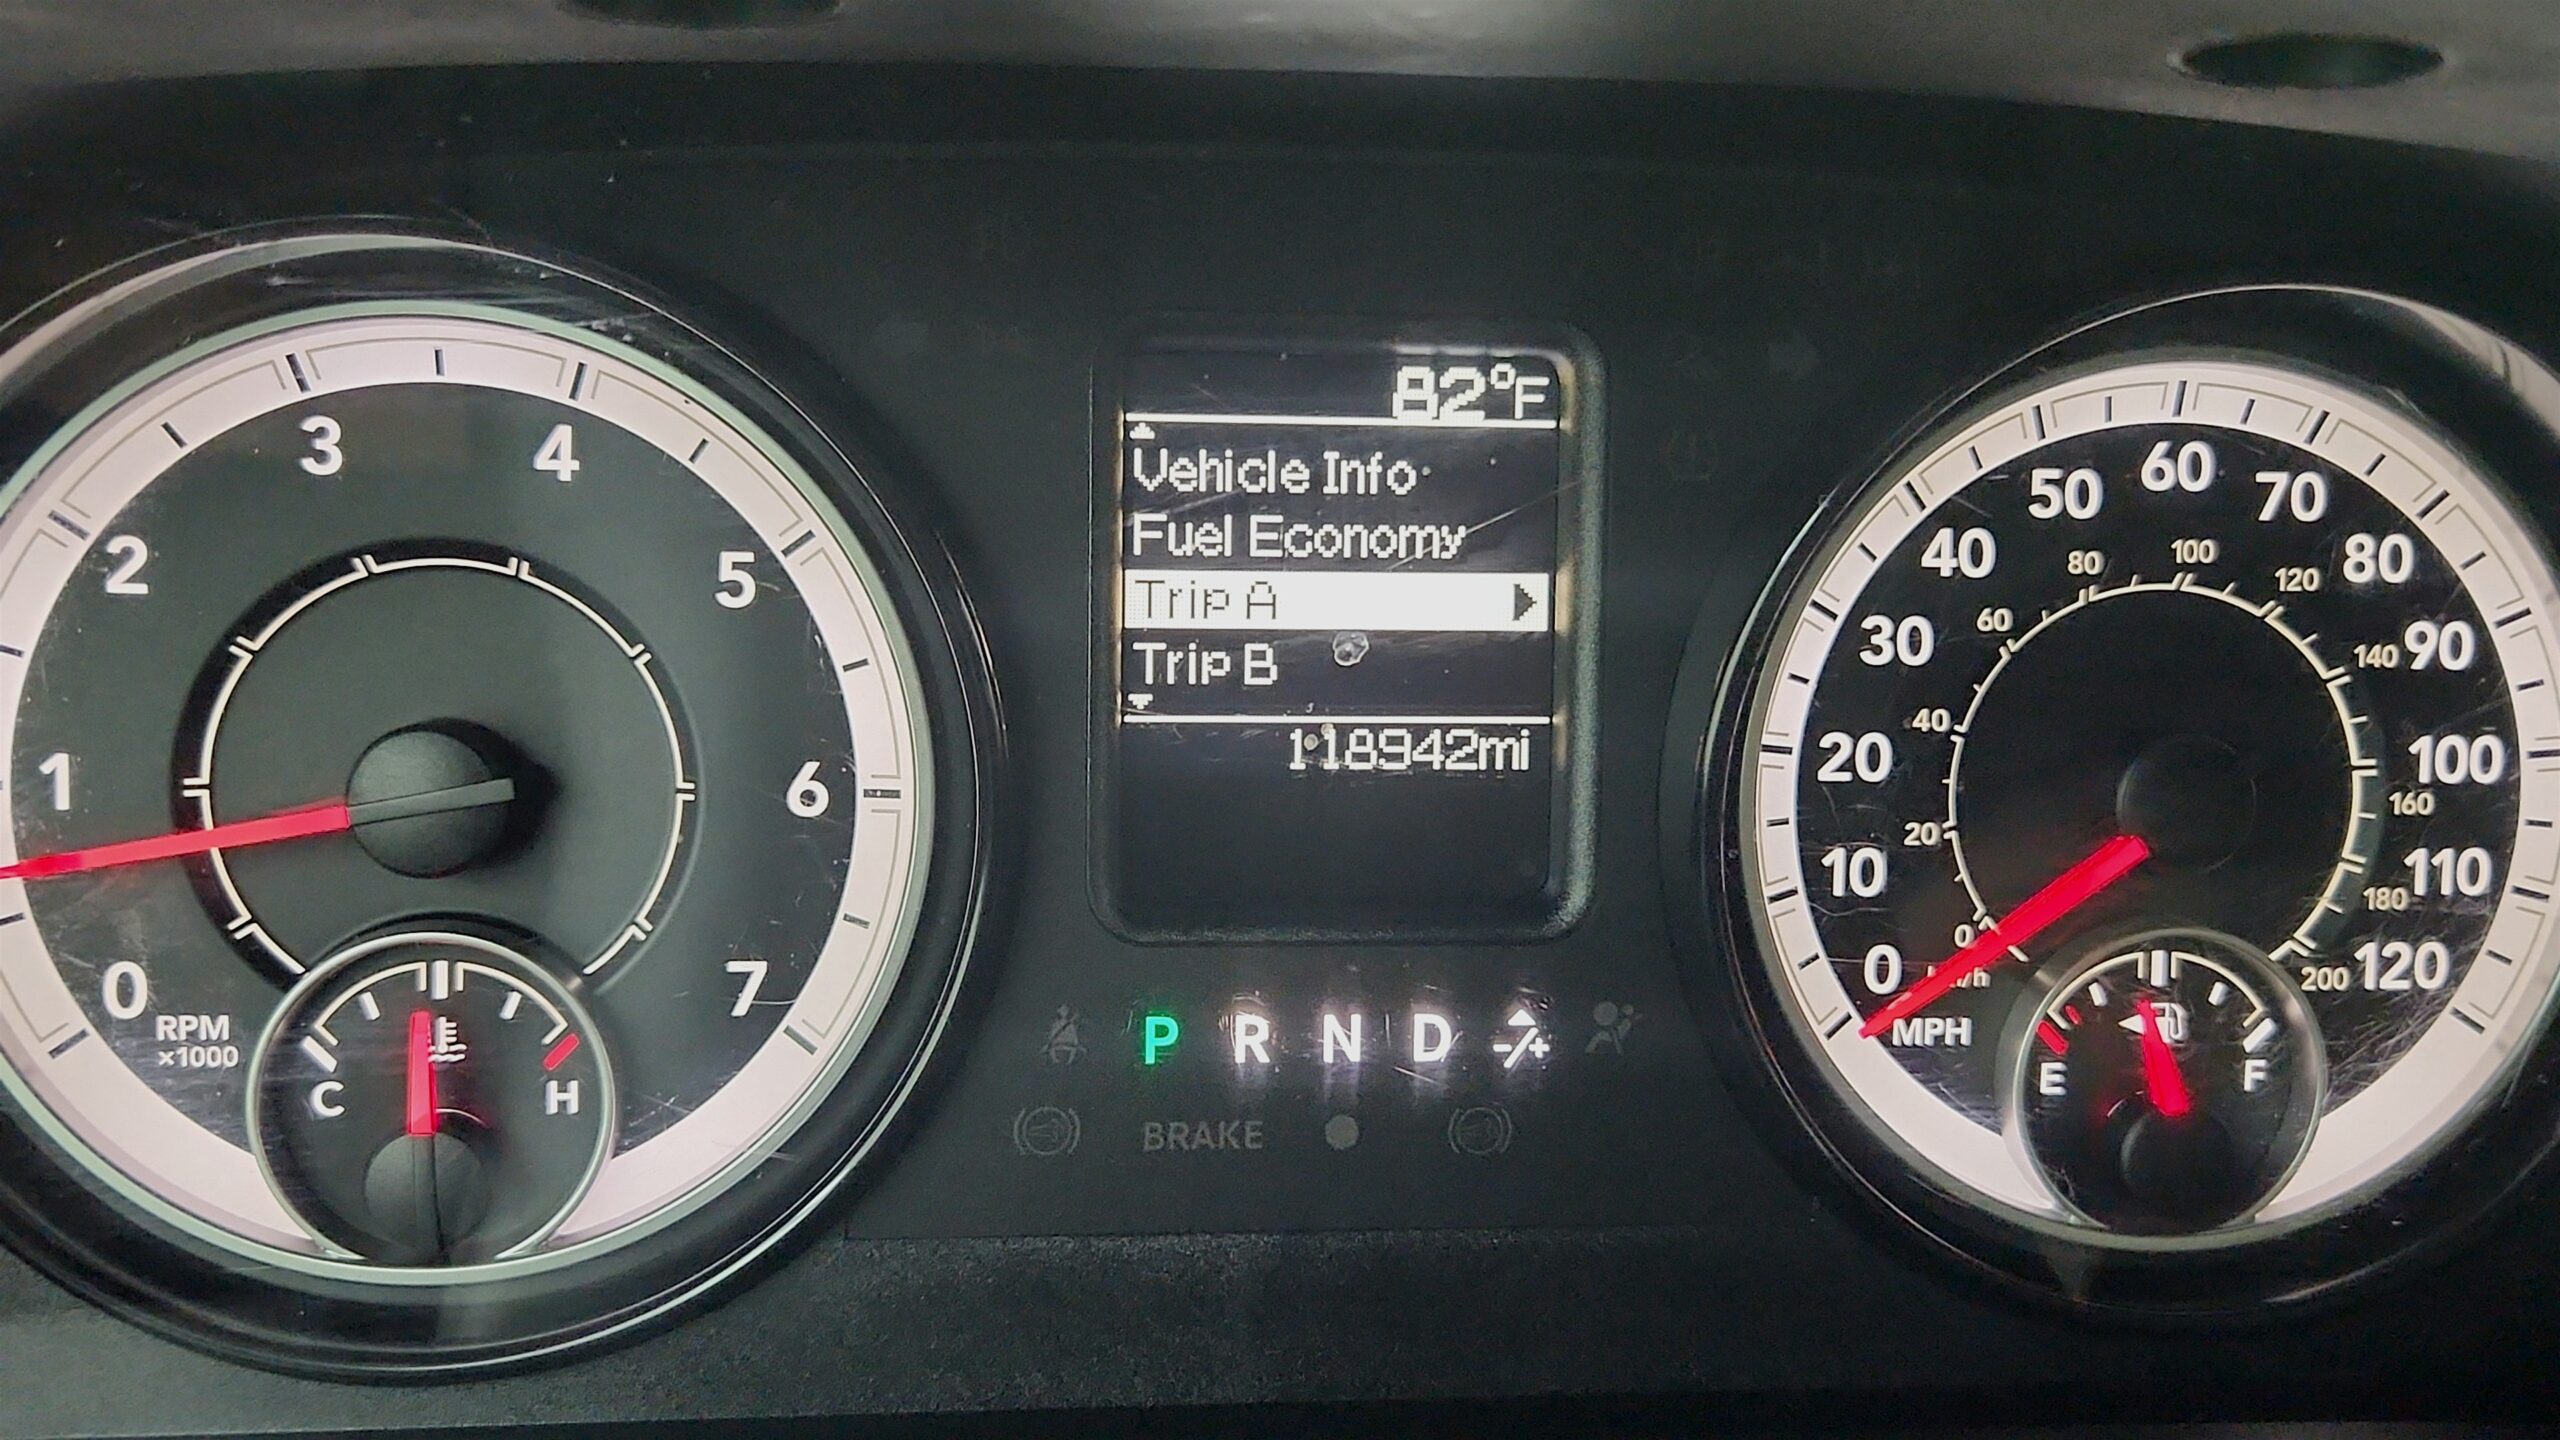 82°F
Vehicle Info
Fuel Economy
Trip A
Trip B
118942mi
0 1 2 3 4 5 6 7
RPM
x1000
C H
P R N D -/+
BRAKE
0 10 20 30 40 50 60 70 80 90 100 110 120
MPH
0 20 40 60 80 100 120 140 160 180 200
E F